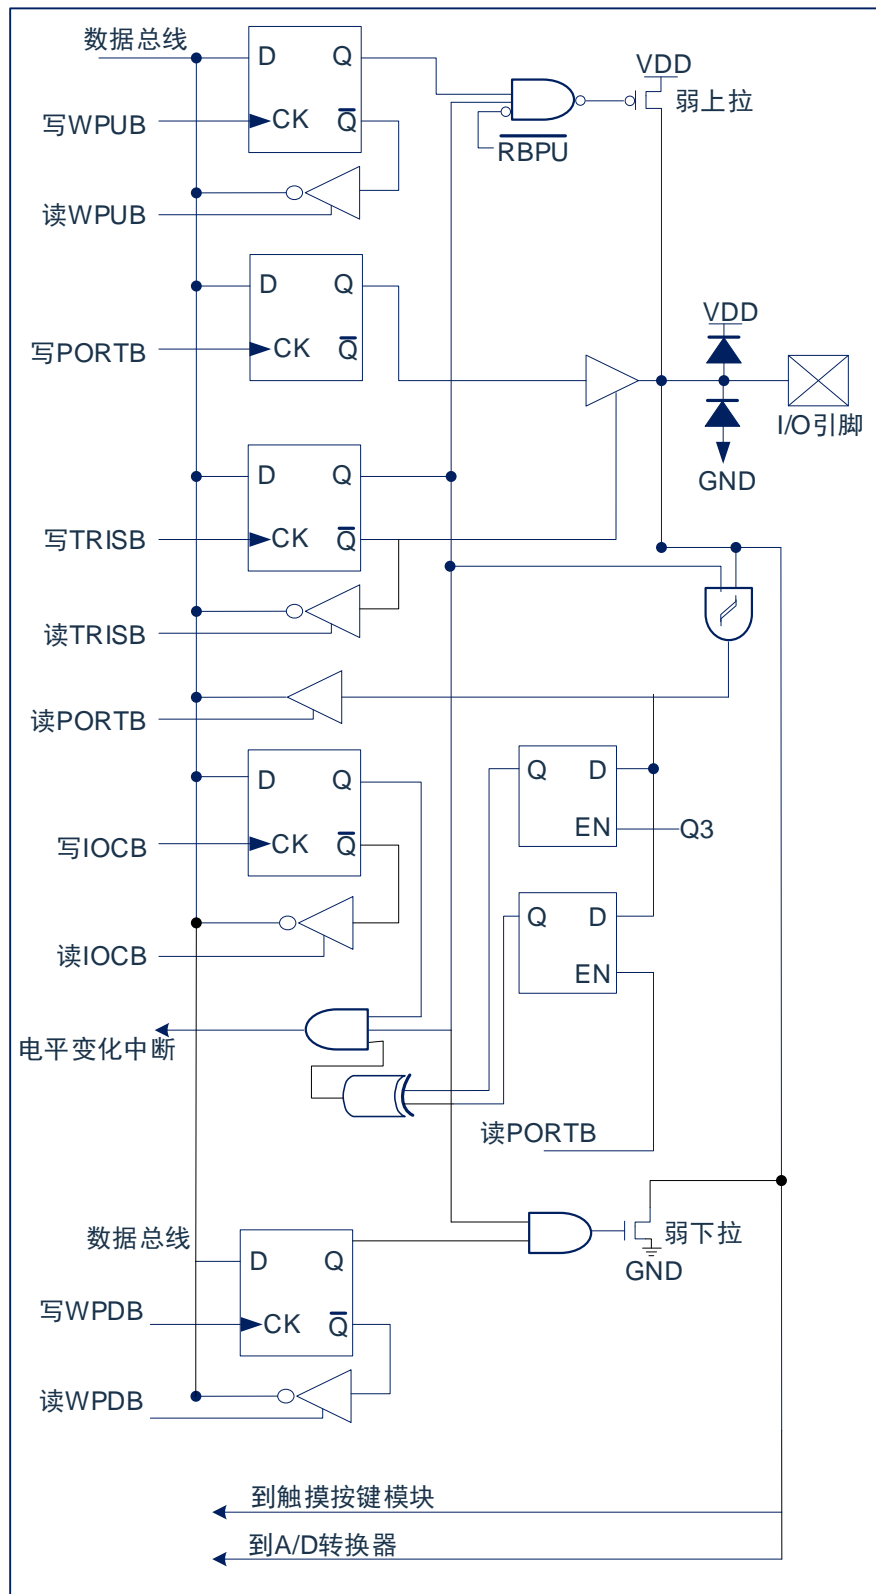 数据总线
D
Q
VDD
弱上拉
写WPUB
CK
Q
RBPU
读WPUB
D
Q
VDD
写PORTB
CK
Q
I/O引脚
D
Q
GND
写TRISB
CK
Q
读TRISB
读PORTB
D
Q
Q
D
EN
Q3
写IOCB
CK
Q
Q
D
读IOCB
EN
电平变化中断
读PORTB
数据总线
弱下拉
D
Q
GND
写WPDB
CK
Q
读WPDB
到触摸按键模块
到A/D转换器